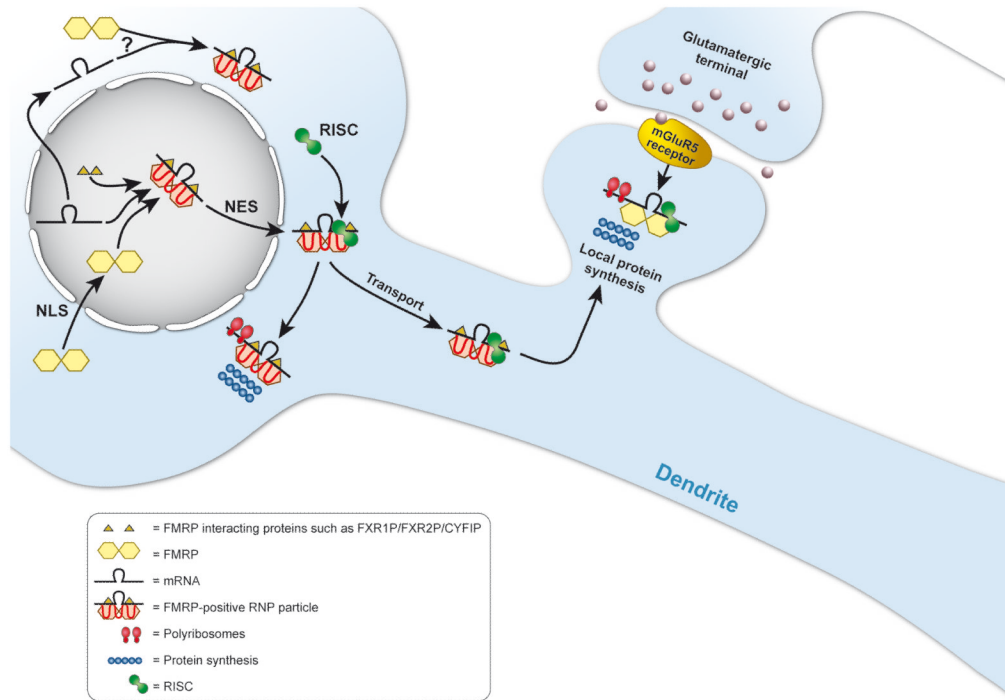 ?
Glutamatergic
terminal
RISC
mGluR5
receptor
NES
Local protein
synthesis
NLS
Transport
Dendrite
= FMRP interacting proteins such as FXR1P/FXR2P/CYFIP
= FMRP
= mRNA
= FMRP-positive RNP particle
= Polyribosomes
= Protein synthesis
= RISC